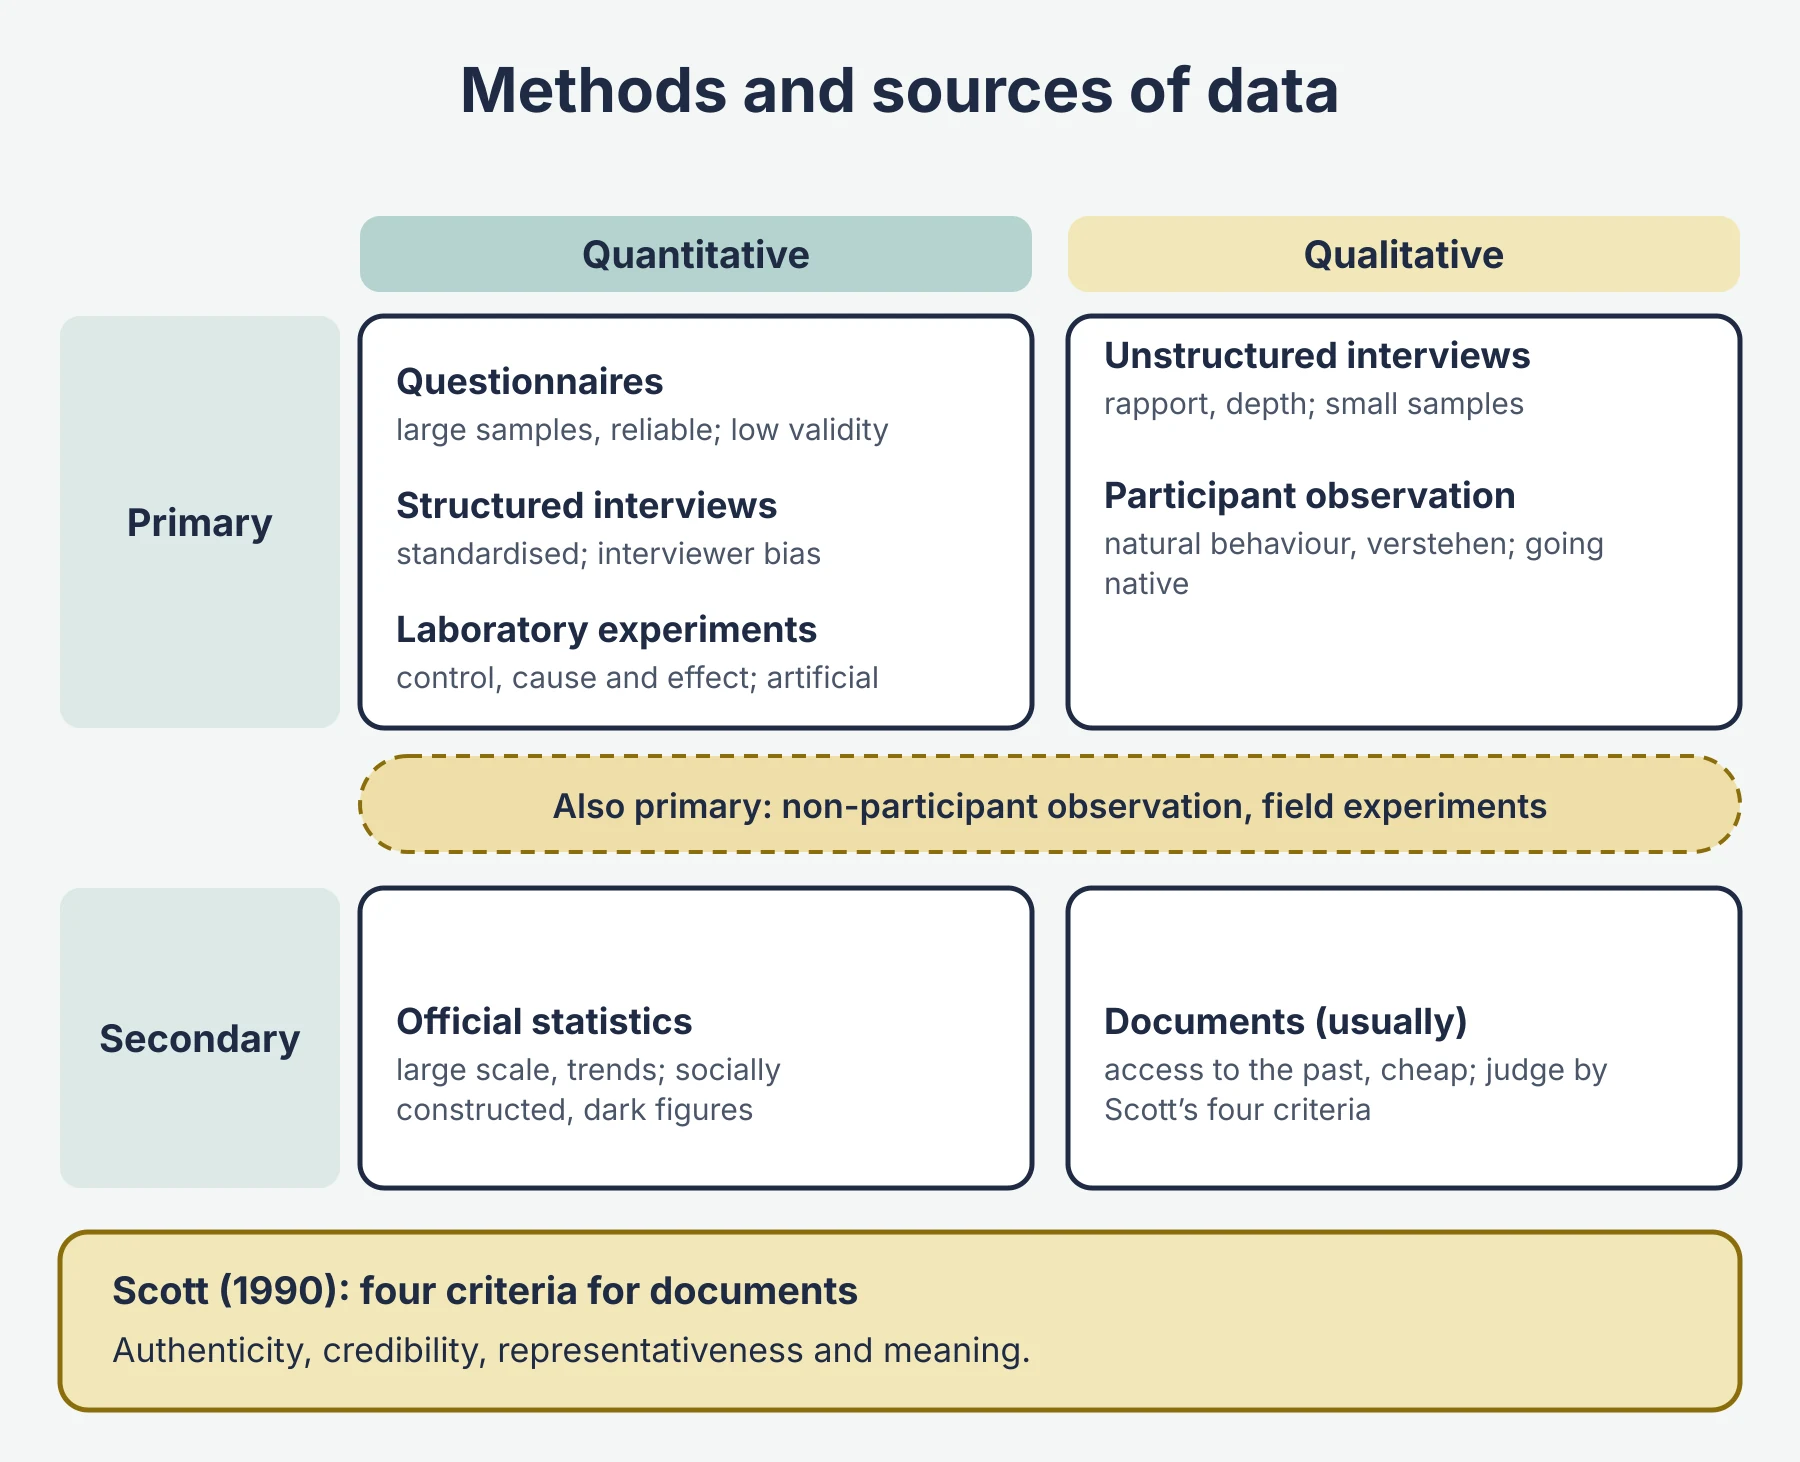 Methods and sources of data
Quantitative
Qualitative
Primary
Questionnaires
large samples, reliable; low validity
Structured interviews
standardised; interviewer bias
Laboratory experiments
control, cause and effect; artificial
Unstructured interviews
rapport, depth; small samples
Participant observation
natural behaviour, verstehen; going
native
Also primary: non-participant observation, field experiments
Secondary
Official statistics
large scale, trends; socially
constructed, dark figures
Documents (usually)
access to the past, cheap; judge by
Scott’s four criteria
Scott (1990): four criteria for documents
Authenticity, credibility, representativeness and meaning.